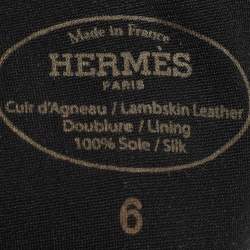 Made in France
HERMÈS
PARIS
Cuir d'Agneau / Lambskin Leather
Doublure / Lining
100% Soie / Silk
6